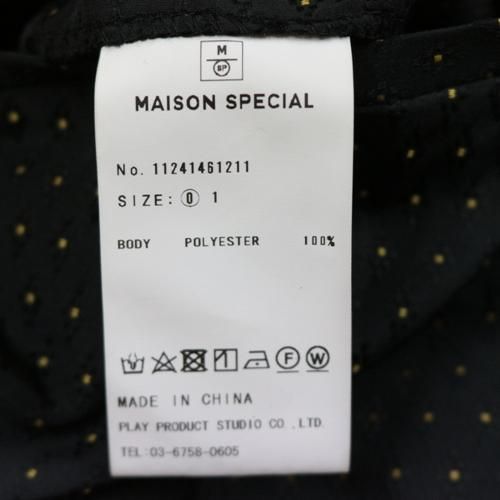 M
SP
MAISON SPECIAL
No. 11241461211
SIZE: 0 1
BODY POLYESTER 100%
F W
MADE IN CHINA
PLAY PRODUCT STUDIO CO.,LTD.
TEL:03-6758-0605